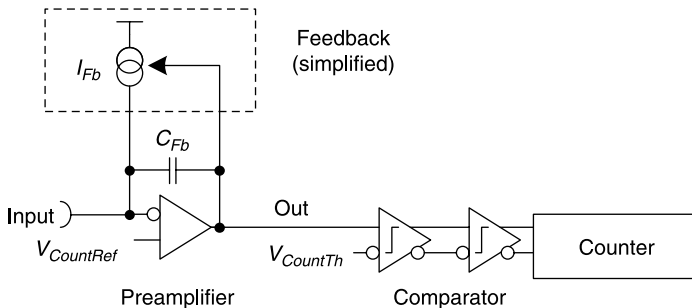 Feedback
(simplified)
I_Fb
C_Fb
Input
Out
V_CountRef
V_CountTh
Counter
Preamplifier
Comparator